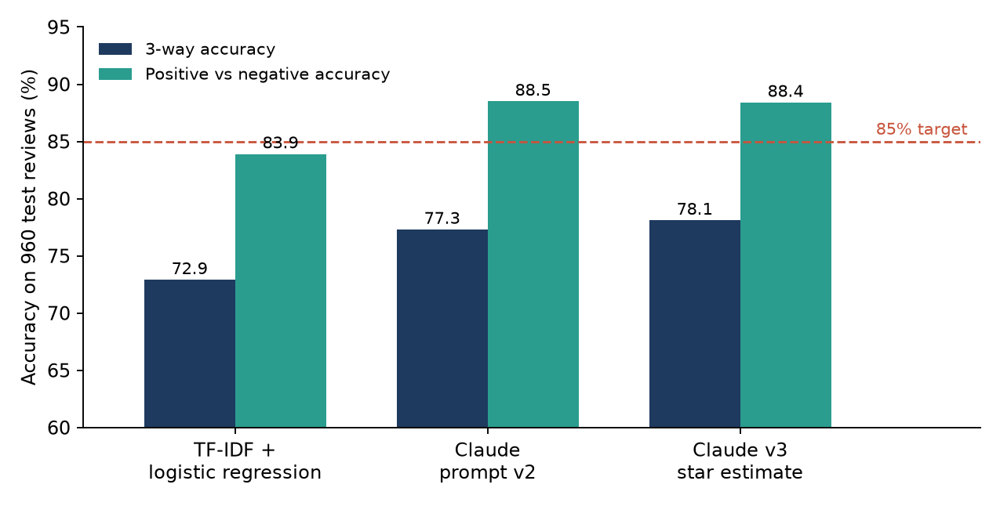 95
90
85
80
75
70
65
60
Accuracy on 960 test reviews (%)
3-way accuracy
Positive vs negative accuracy
85% target
72.9
83.9
77.3
88.5
78.1
88.4
TF-IDF +
logistic regression
Claude
prompt v2
Claude v3
star estimate